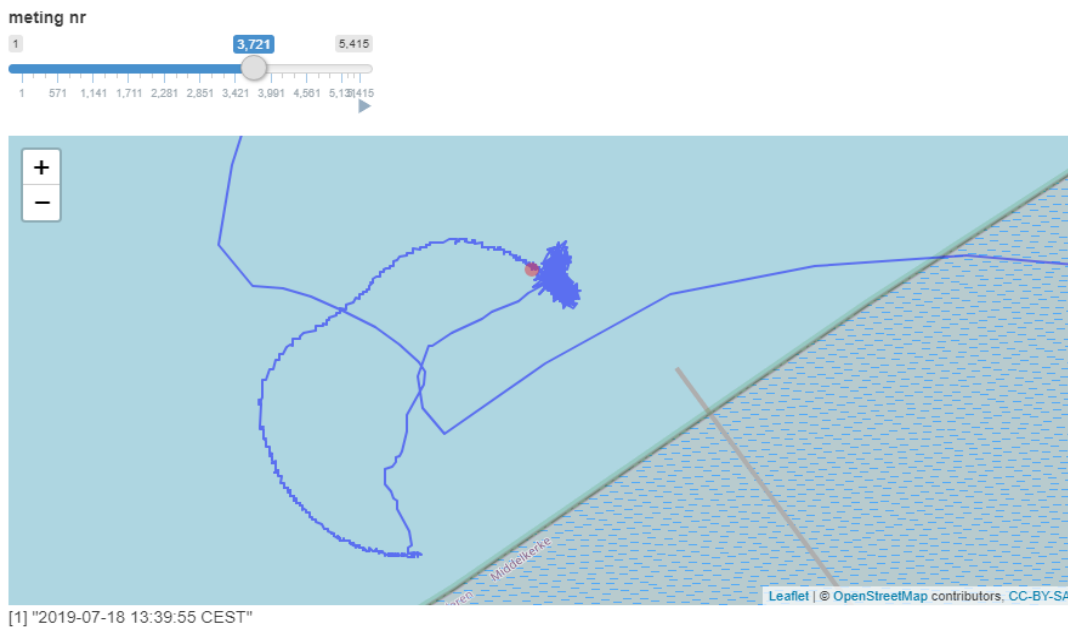 meting nr
1 3,721 5,415
1 571 1,141 1,711 2,281 2,851 3,421 3,991 4,561
+
−
Middelkerke
Leaflet | © OpenStreetMap contributors, CC-BY-SA
[1] "2019-07-18 13:39:55 CEST"